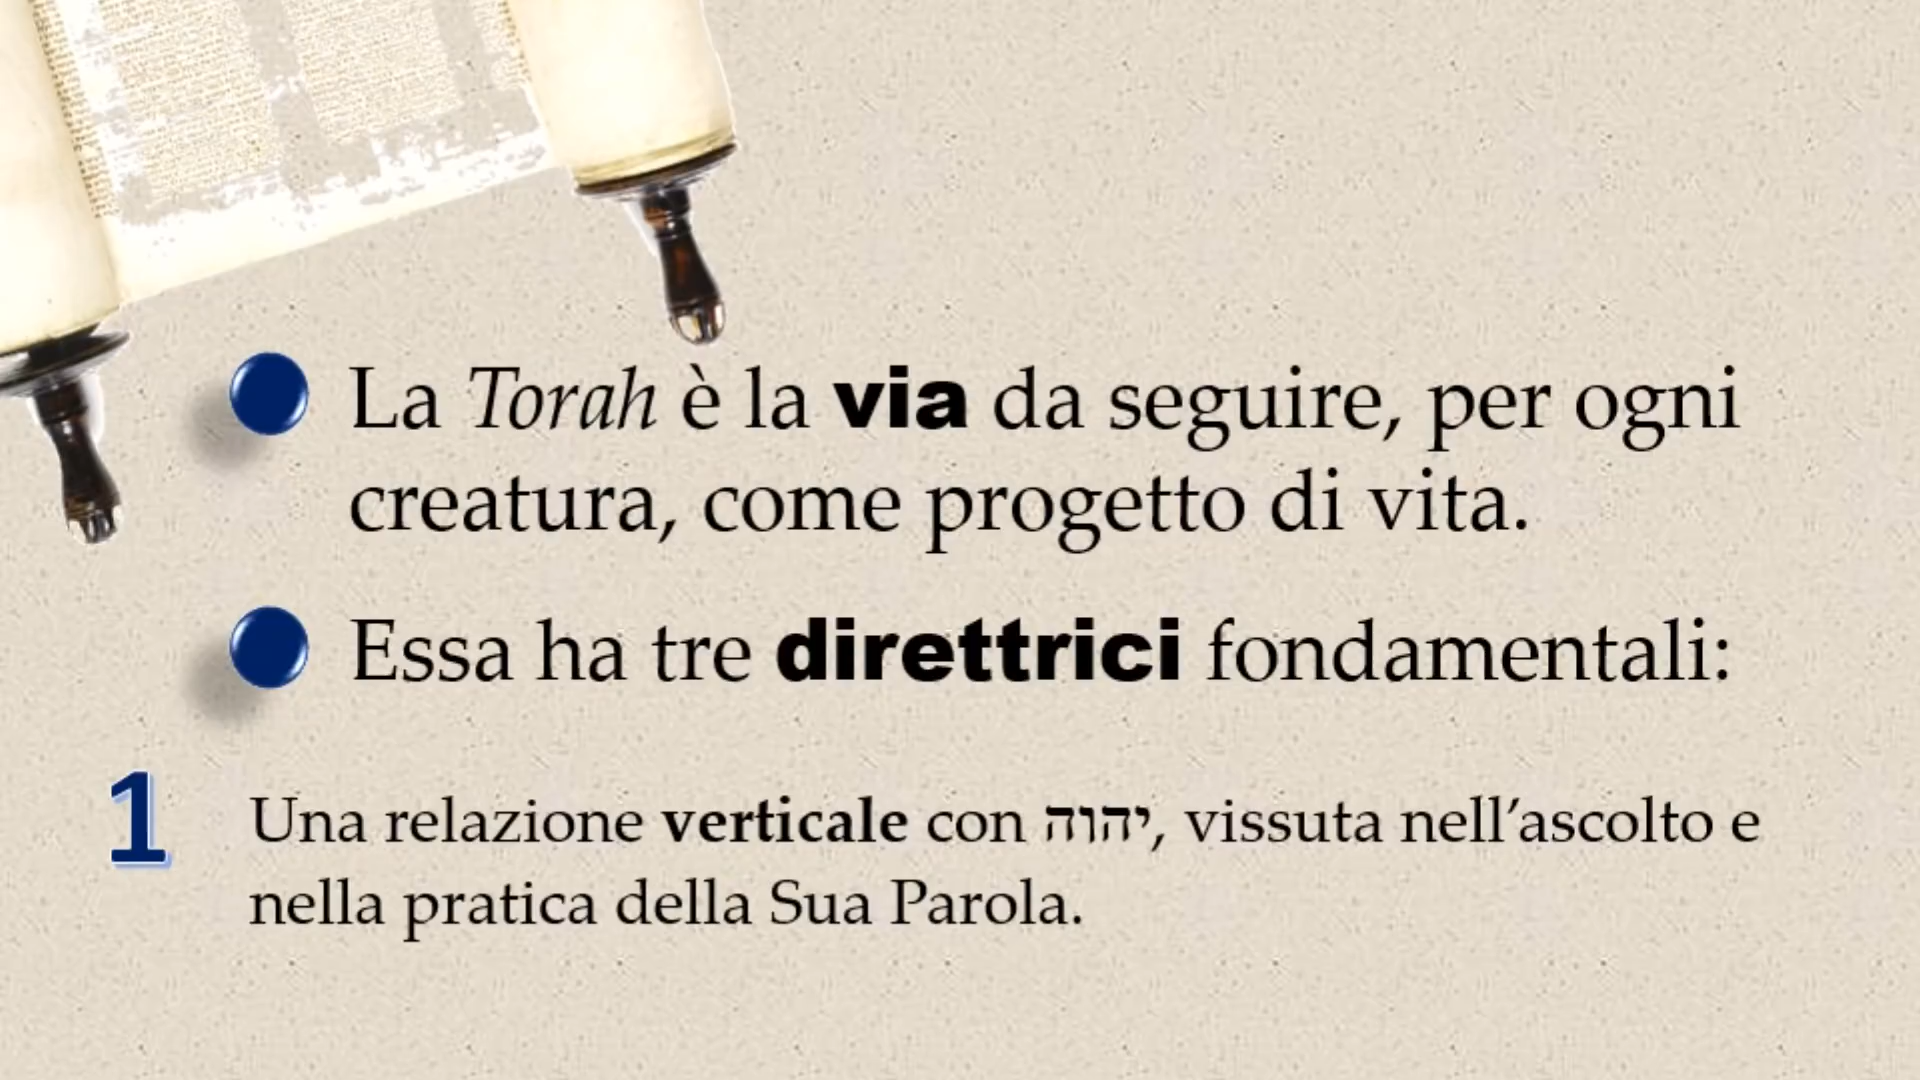 La Torah è la via da seguire, per ogni
creatura, come progetto di vita.
Essa ha tre direttrici fondamentali:
1 Una relazione verticale con יהוה, vissuta nell’ascolto e
nella pratica della Sua Parola.